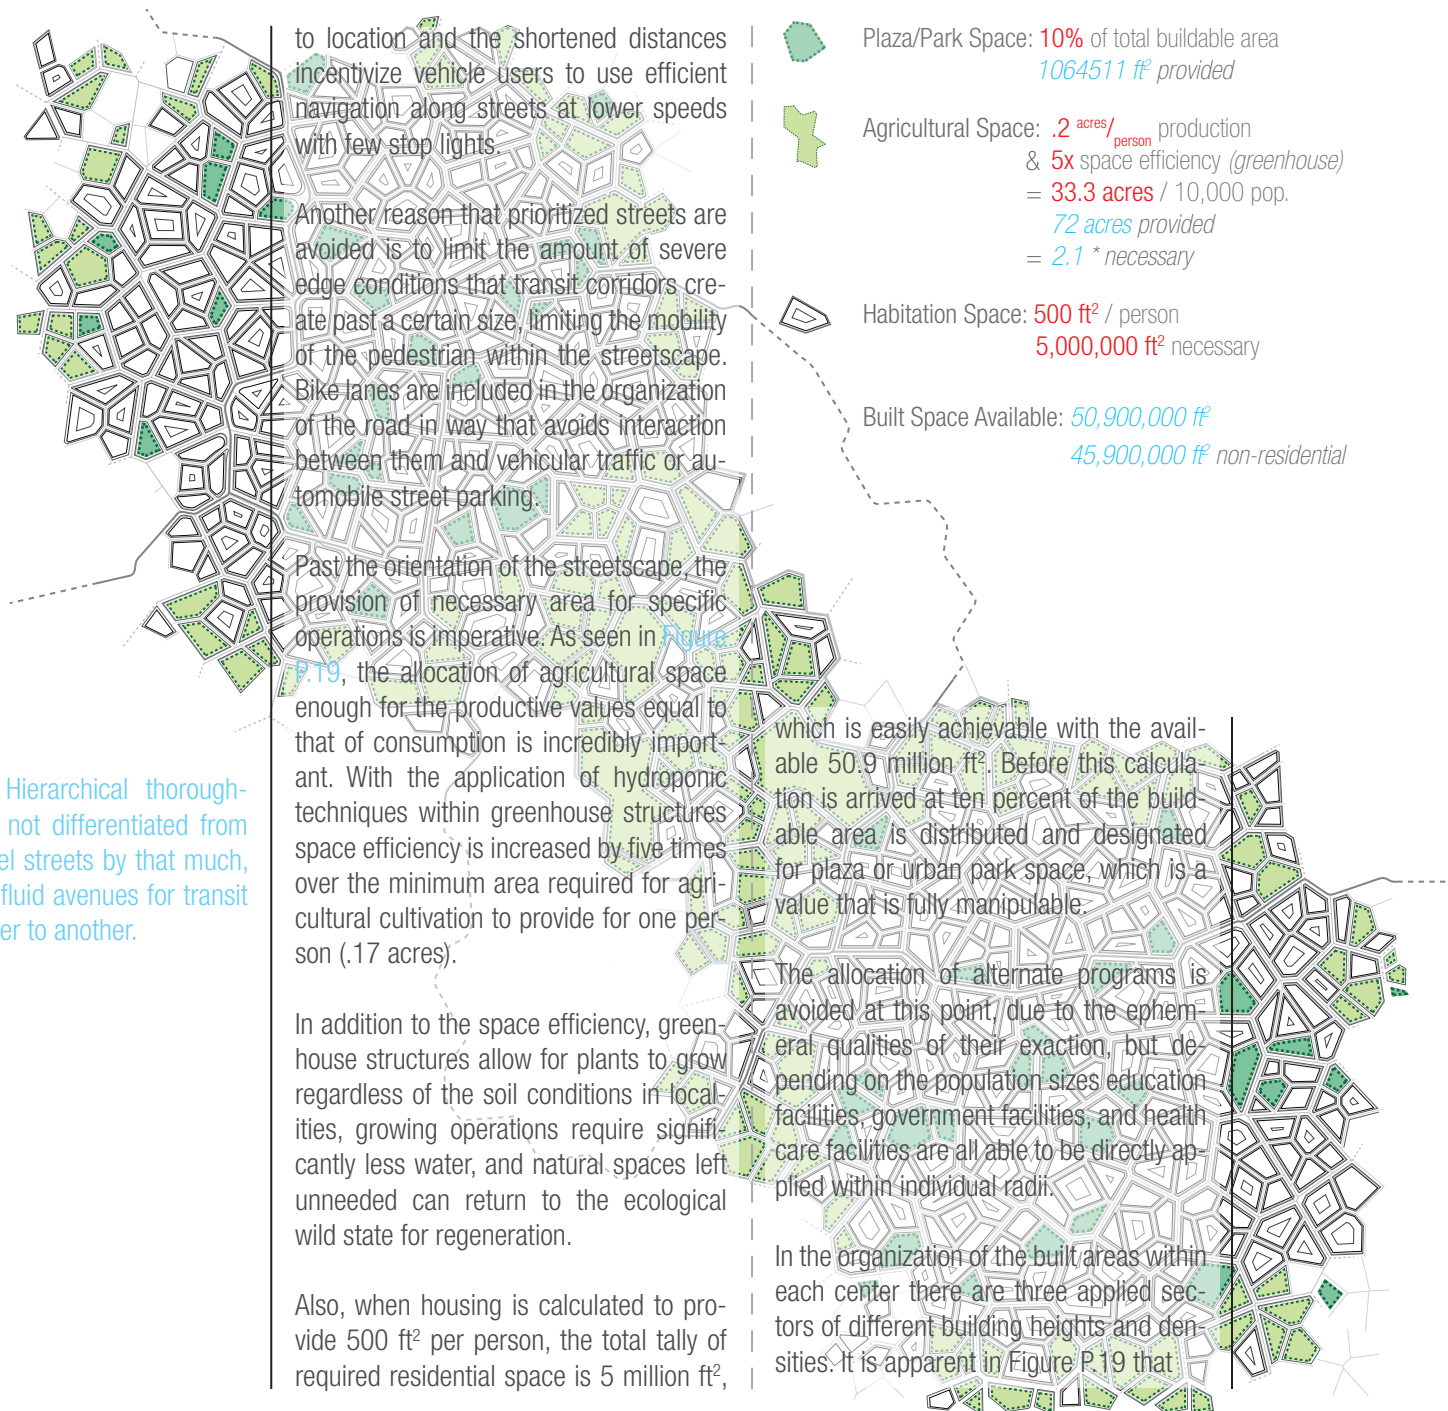 to location and the shortened distances
incentivize vehicle users to use efficient
navigation along streets at lower speeds
with few stop lights.
Another reason that prioritized streets are
avoided is to limit the amount of severe
edge conditions that transit corridors cre-
ate past a certain size, limiting the mobility
of the pedestrian within the streetscape.
Bike lanes are included in the organization
of the road in way that avoids interaction
between them and vehicular traffic or au-
tomobile street parking.
Past the orientation of the streetscape, the
provision of necessary area for specific
operations is imperative. As seen in Figure
P.19, the allocation of agricultural space
enough for the productive values equal to
that of consumption is incredibly import-
ant. With the application of hydroponic
techniques within greenhouse structures
space efficiency is increased by five times
over the minimum area required for agri-
cultural cultivation to provide for one per-
son (.17 acres).
In addition to the space efficiency, green-
house structures allow for plants to grow
regardless of the soil conditions in local-
ities, growing operations require signifi-
cantly less water, and natural spaces left
unneeded can return to the ecological
wild state for regeneration.
Also, when housing is calculated to pro-
vide 500 ft² per person, the total tally of
required residential space is 5 million ft²,
Hierarchical thorough-
not differentiated from
el streets by that much,
fluid avenues for transit
er to another.
Plaza/Park Space: 10% of total buildable area
1064511 ft² provided
Agricultural Space: .2 acres/person production
& 5x space efficiency (greenhouse)
= 33.3 acres / 10,000 pop.
72 acres provided
= 2.1 * necessary
Habitation Space: 500 ft² / person
5,000,000 ft² necessary
Built Space Available: 50,900,000 ft²
45,900,000 ft² non-residential
which is easily achievable with the avail-
able 50.9 million ft². Before this calcula-
tion is arrived at ten percent of the build-
able area is distributed and designated
for plaza or urban park space, which is a
value that is fully manipulable.
The allocation of alternate programs is
avoided at this point, due to the ephem-
eral qualities of their exaction, but de-
pending on the population sizes education
facilities, government facilities, and health
care facilities are all able to be directly ap-
plied within individual radii.
In the organization of the built areas within
each center there are three applied sec-
tors of different building heights and den-
sities. It is apparent in Figure P.19 that